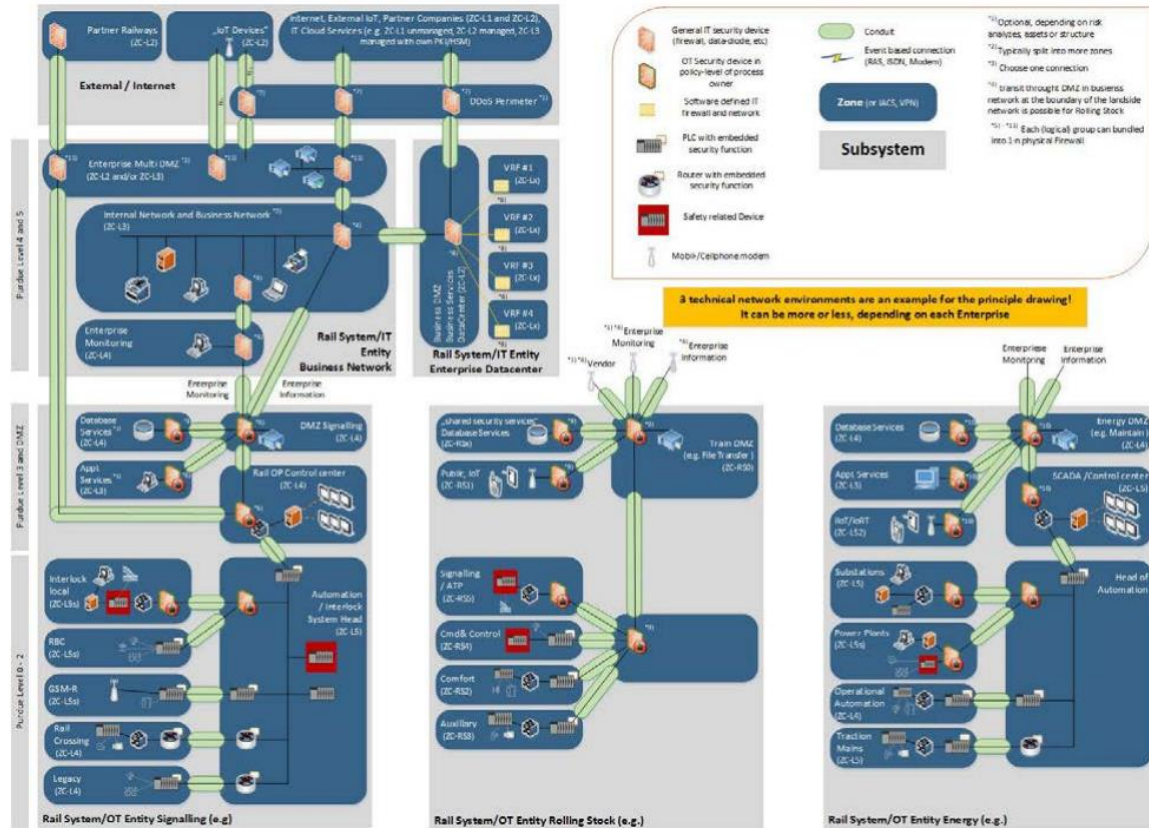 Partner Railways
(ZC-L2)
„IoT Devices"
(ZC-L2)
Internet, External IoT, Partner Companies (ZC-L1 and ZC-L2),
IT Cloud Services (e.g. ZC-L1 unmanaged, ZC-L2 managed, ZC-L3
managed with own PKI/HSM)
External / Internet
DDoS Perimeter
General IT security device
(firewall, data-diode, etc)
OT Security device in
policy-level of process
owner
Software defined IT
firewall and network
PLC with embedded
security function
Router with embedded
security function
Safety related Device
Mobile/Cellphone modem
Conduit
Event based connection
(RAS, ISDN, Modem)
Zone (or IACS, VPN)
Subsystem
*1) Optional, depending on risk
analyzes, assets or structure
*2) Typically split into more zones
*3) Choose one connection
*4) transit throught DMZ in business
network at the boundary of the landside
network is possible for Rolling Stock
*5) - *11) Each (logical) group can bundled
into 1-n physical Firewall
Purdue Level 4 and 5
Enterprise Multi DMZ
(ZC-L2 and/or ZC-L3)
Internal Network and Business Network
(ZC-L3)
Enterprise
Monitoring
(ZC-L4)
Rail System/IT
Entity
Business Network
VRF #1
(ZC-Lx)
VRF #2
(ZC-Lx)
VRF #3
(ZC-Lx)
VRF #4
(ZC-Lx)
Business DMZ
Business Services
DataCenter (ZC-L2)
Rail System/IT Entity
Enterprise Datacenter
3 technical network environments are an example for the principle drawing!
It can be more or less, depending on each Enterprise
Enterprise
Monitoring
Enterprise
Information
Purdue Level 3 and DMZ
Database
Services
(ZC-L4)
DMZ Signalling
(ZC-L4)
Appl.
Services
(ZC-L3)
Rail OP Control center
(ZC-L4)
Purdue Level 0 - 2
Interlock
local
(ZC-L5s)
Automation
/ Interlock
System Head
(ZC-L5)
RBC
(ZC-L5s)
GSM-R
(ZC-L5s)
Rail
Crossing
(ZC-L4)
Legacy
(ZC-L4)
Rail System/OT Entity Signalling (e.g)
Vendor
Enterprise
Monitoring
Enterprise
Information
„shared security services"
Database Services
Train DMZ
(e.g. File Transfer )
(ZC-RS0)
Public, IoT
(ZC-RS1)
Signalling
/ ATP
(ZC-RS5)
Cmd& Control
(ZC-RS4)
Comfort
(ZC-RS2)
Auxiliary
(ZC-RS3)
Rail System/OT Entity Rolling Stock (e.g.)
Enterpriese
Monitoring
Enterprise
Information
Database Services
(ZC-L4)
Energy DMZ
(e.g. Maintain )
(ZC-L4)
Appl. Services
(ZC-L3)
SCADA /Control center
(ZC-L5)
IIoT/IoRT
(ZC-LS2)
Substations
(ZC-L5)
Head of
Automation
Power Plants
(ZC-L5s)
Operational
Automation
(ZC-L4)
Traction
Mains
(ZC-L5)
Rail System/OT Entity Energy (e.g.)